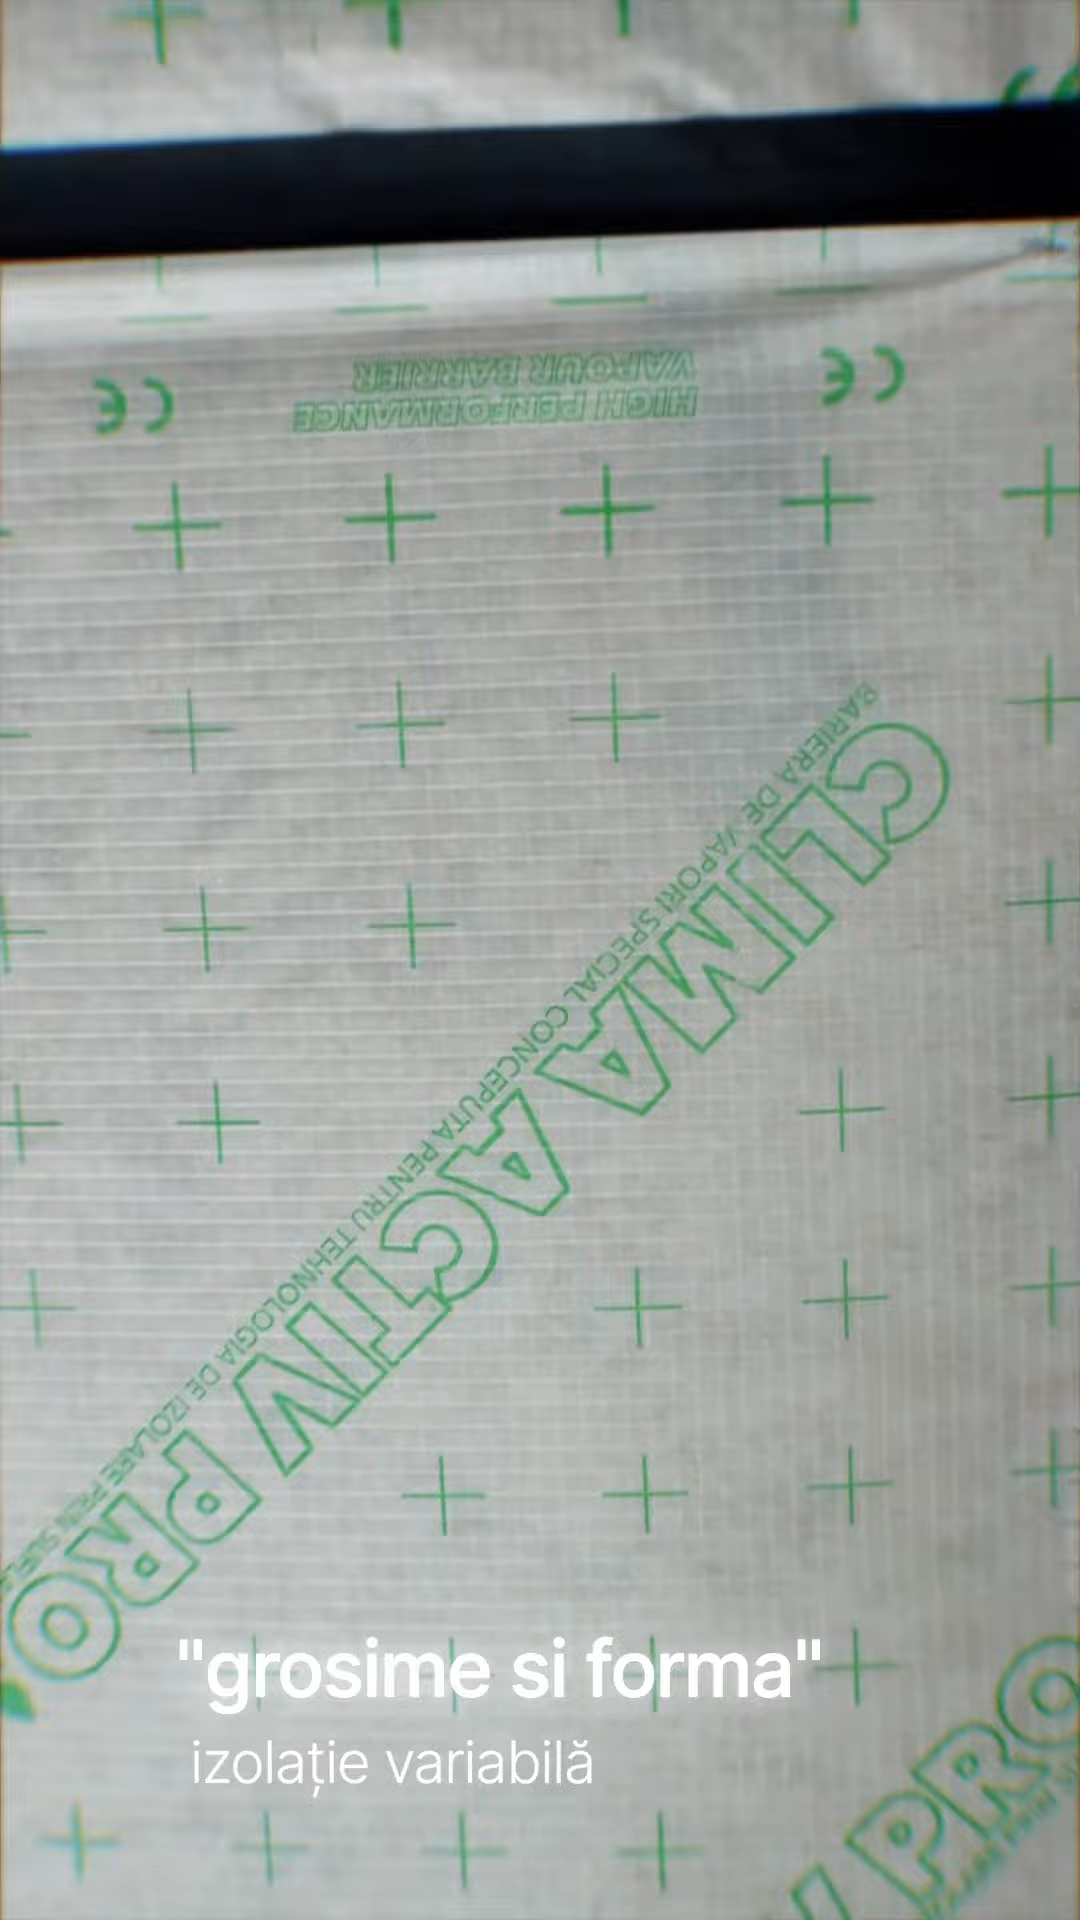 HIGH PERFORMANCE
VAPOUR BARRIER
CE
CE
CLIMA ACTIV PRO
BARIERA DE VAPORI SPECIAL CONCEPUTA PENTRU TEHNOLOGIA DE IZOLARE PRIN
PRO
"grosime si forma"
izolație variabilă